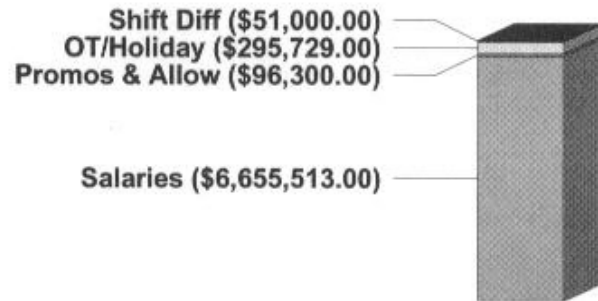 Shift Diff ($51,000.00)
OT/Holiday ($295,729.00)
Promos & Allow ($96,300.00)
Salaries ($6,655,513.00)